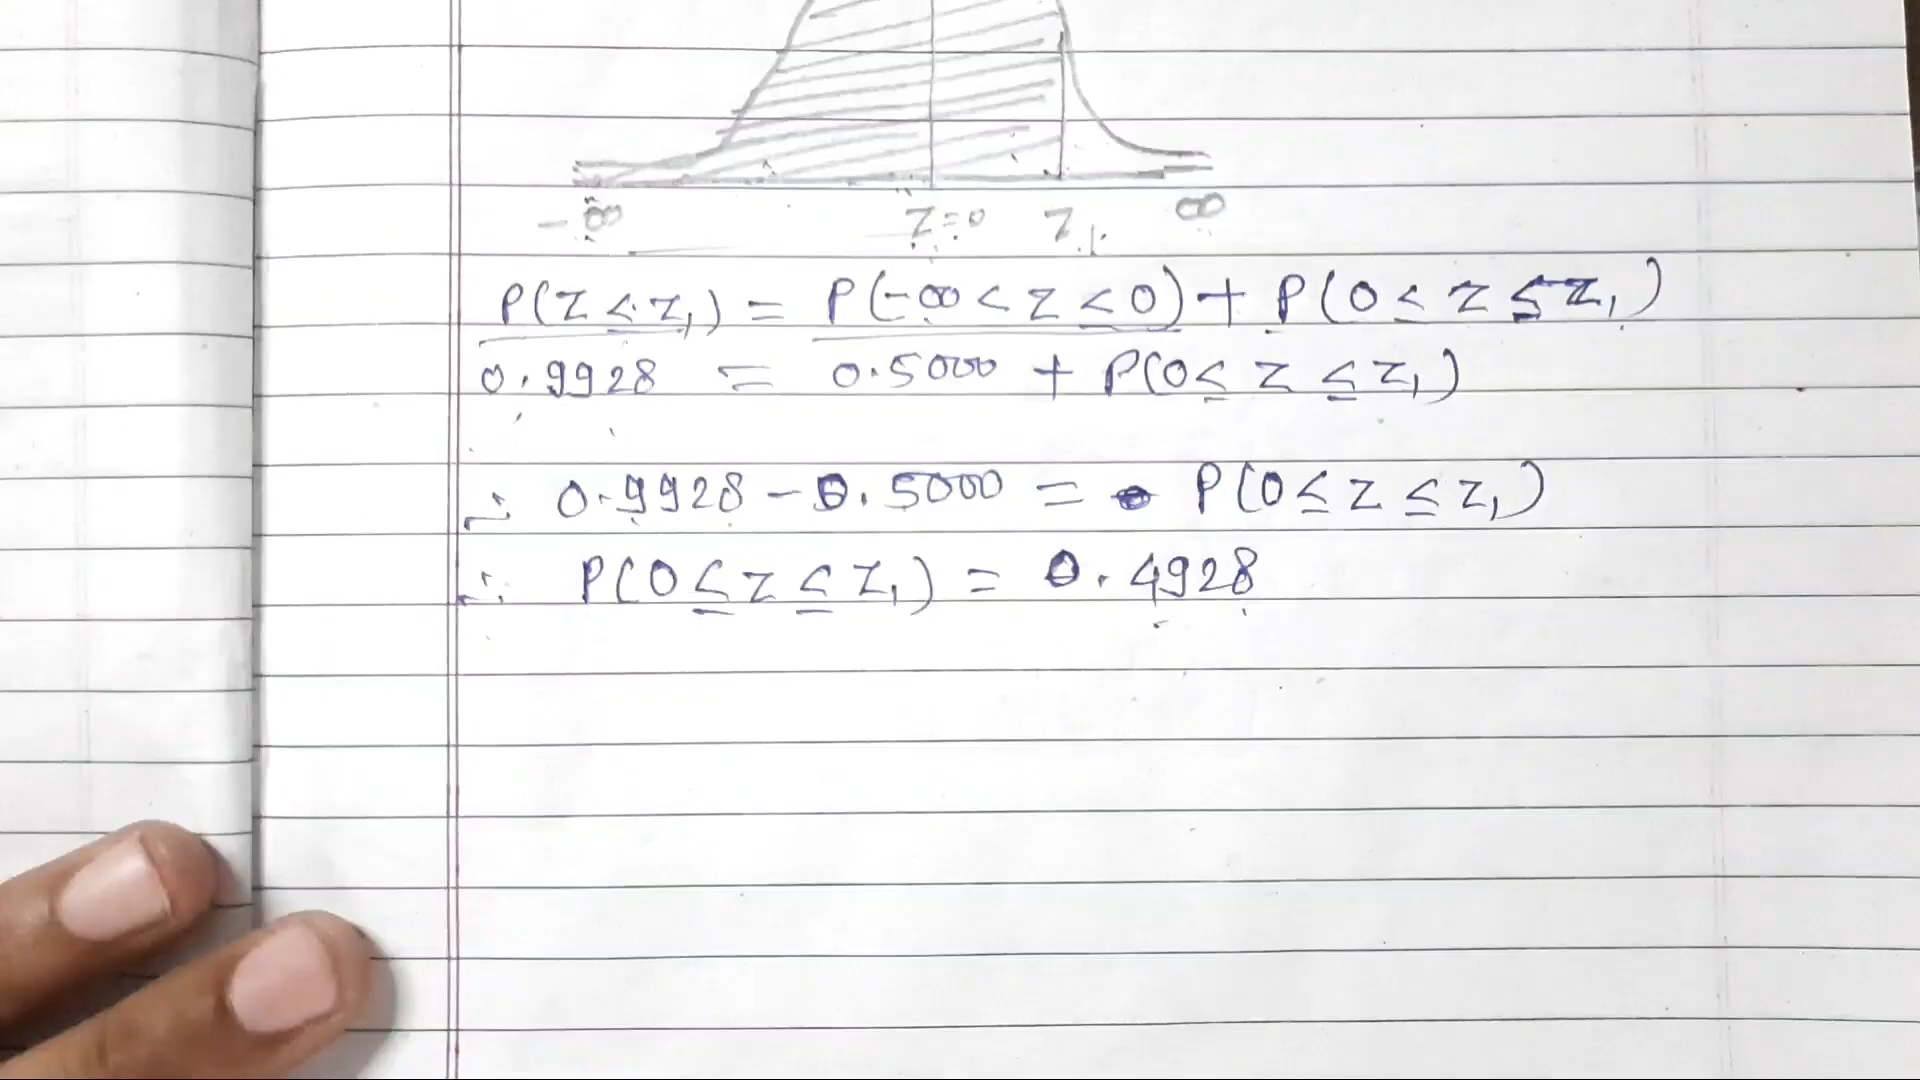 -∞ Z=0 Z₁ ∞
P(Z ≤ Z₁) = P(-∞ < Z ≤ 0) + P(0 ≤ Z ≤ Z₁)
0.9928 = 0.5000 + P(0 ≤ Z ≤ Z₁)
∴ 0.9928 - 0.5000 = P(0 ≤ Z ≤ Z₁)
∴ P(0 ≤ Z ≤ Z₁) = 0.4928